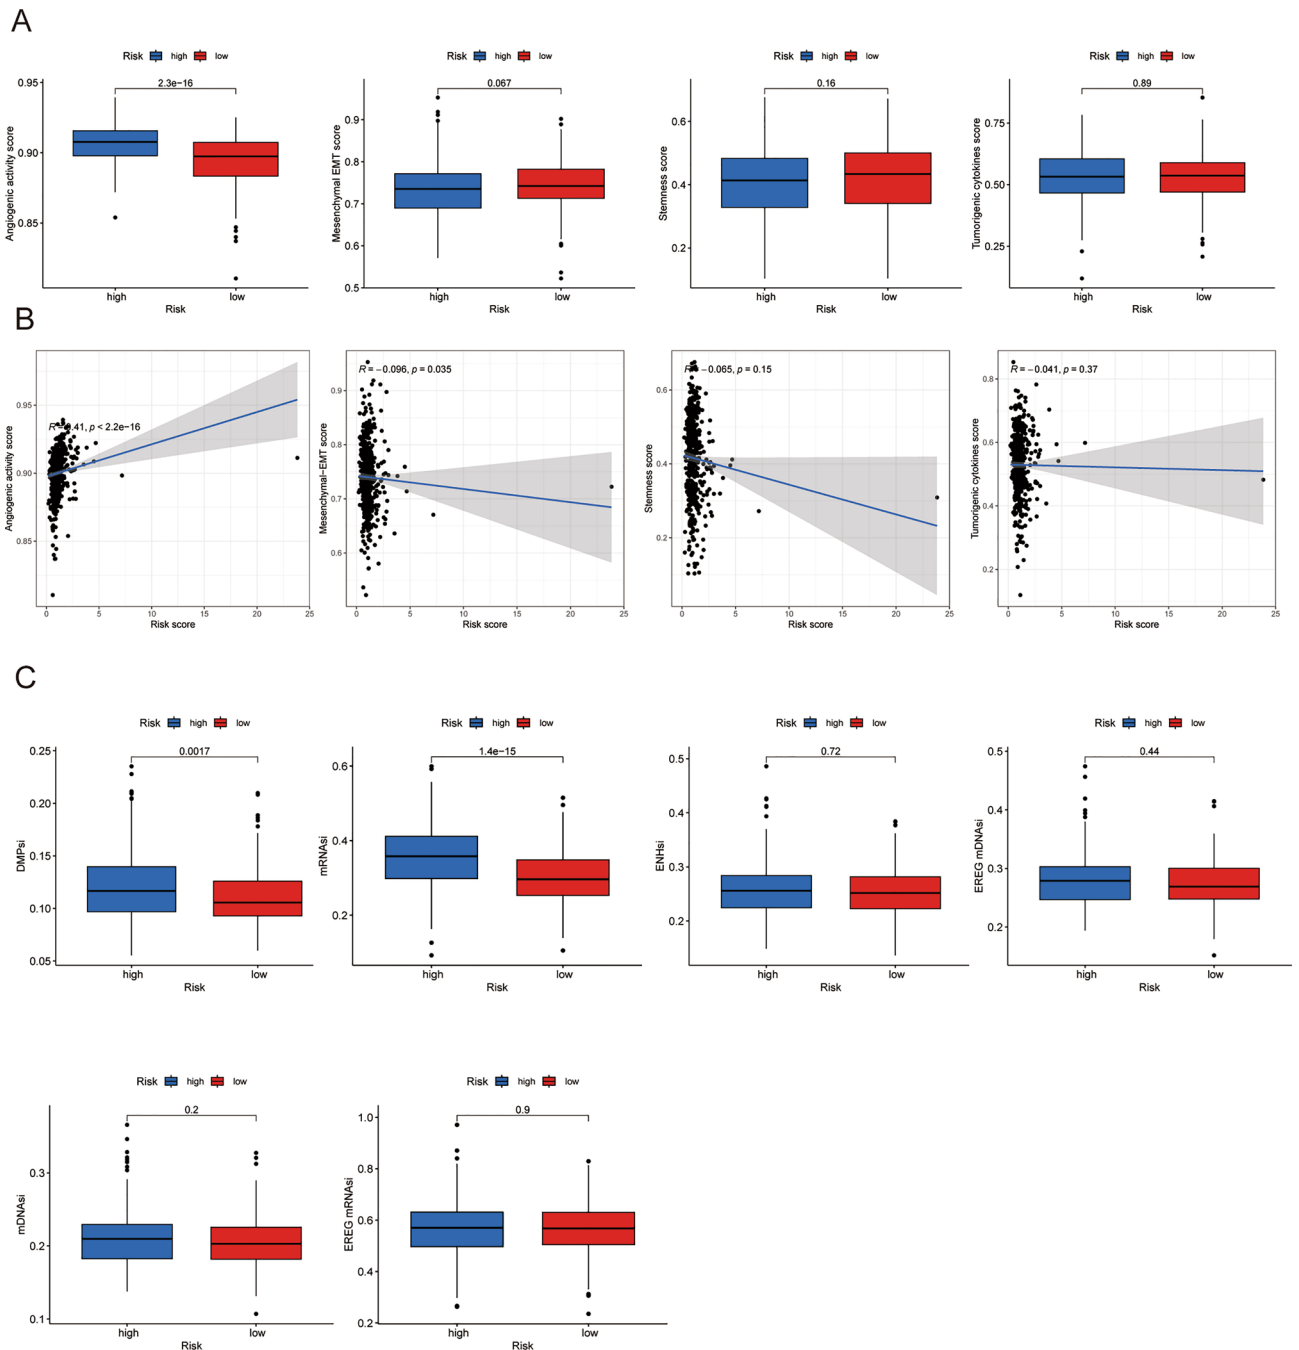 A
Risk high low
2.3e−16
0.95
0.90
0.85
Angiogenic activity score
high low
Risk
Risk high low
0.067
0.9
0.8
0.7
0.6
0.5
Mesenchymal EMT score
high low
Risk
Risk high low
0.16
0.6
0.4
0.2
Stemness score
high low
Risk
Risk high low
0.89
0.75
0.50
0.25
Tumorigenic cytokines score
high low
Risk
B
p < 2.2e−16
0.95
0.90
0.85
Angiogenic activity score
0 5 10 15 20 25
Risk score
R = −0.096, p = 0.035
0.9
0.8
0.7
0.6
Mesenchymal−EMT score
0 5 10 15 20 25
Risk score
−0.065, p = 0.15
0.6
0.4
0.2
Stemness score
0 5 10 15 20 25
Risk score
R = −0.041, p = 0.37
0.8
0.6
0.4
0.2
Tumorigenic cytokines score
0 5 10 15 20 25
Risk score
C
Risk high low
0.0017
0.25
0.20
0.15
0.10
0.05
DMPsi
high low
Risk
Risk high low
1.4e−15
0.6
0.4
0.2
mRNAsi
high low
Risk
Risk high low
0.72
0.5
0.4
0.3
0.2
ENHsi
high low
Risk
Risk high low
0.44
0.5
0.4
0.3
0.2
EREG mDNAsi
high low
Risk
Risk high low
0.2
0.3
0.2
0.1
mDNAsi
high low
Risk
Risk high low
0.9
1.0
0.8
0.6
0.4
0.2
EREG mRNAsi
high low
Risk